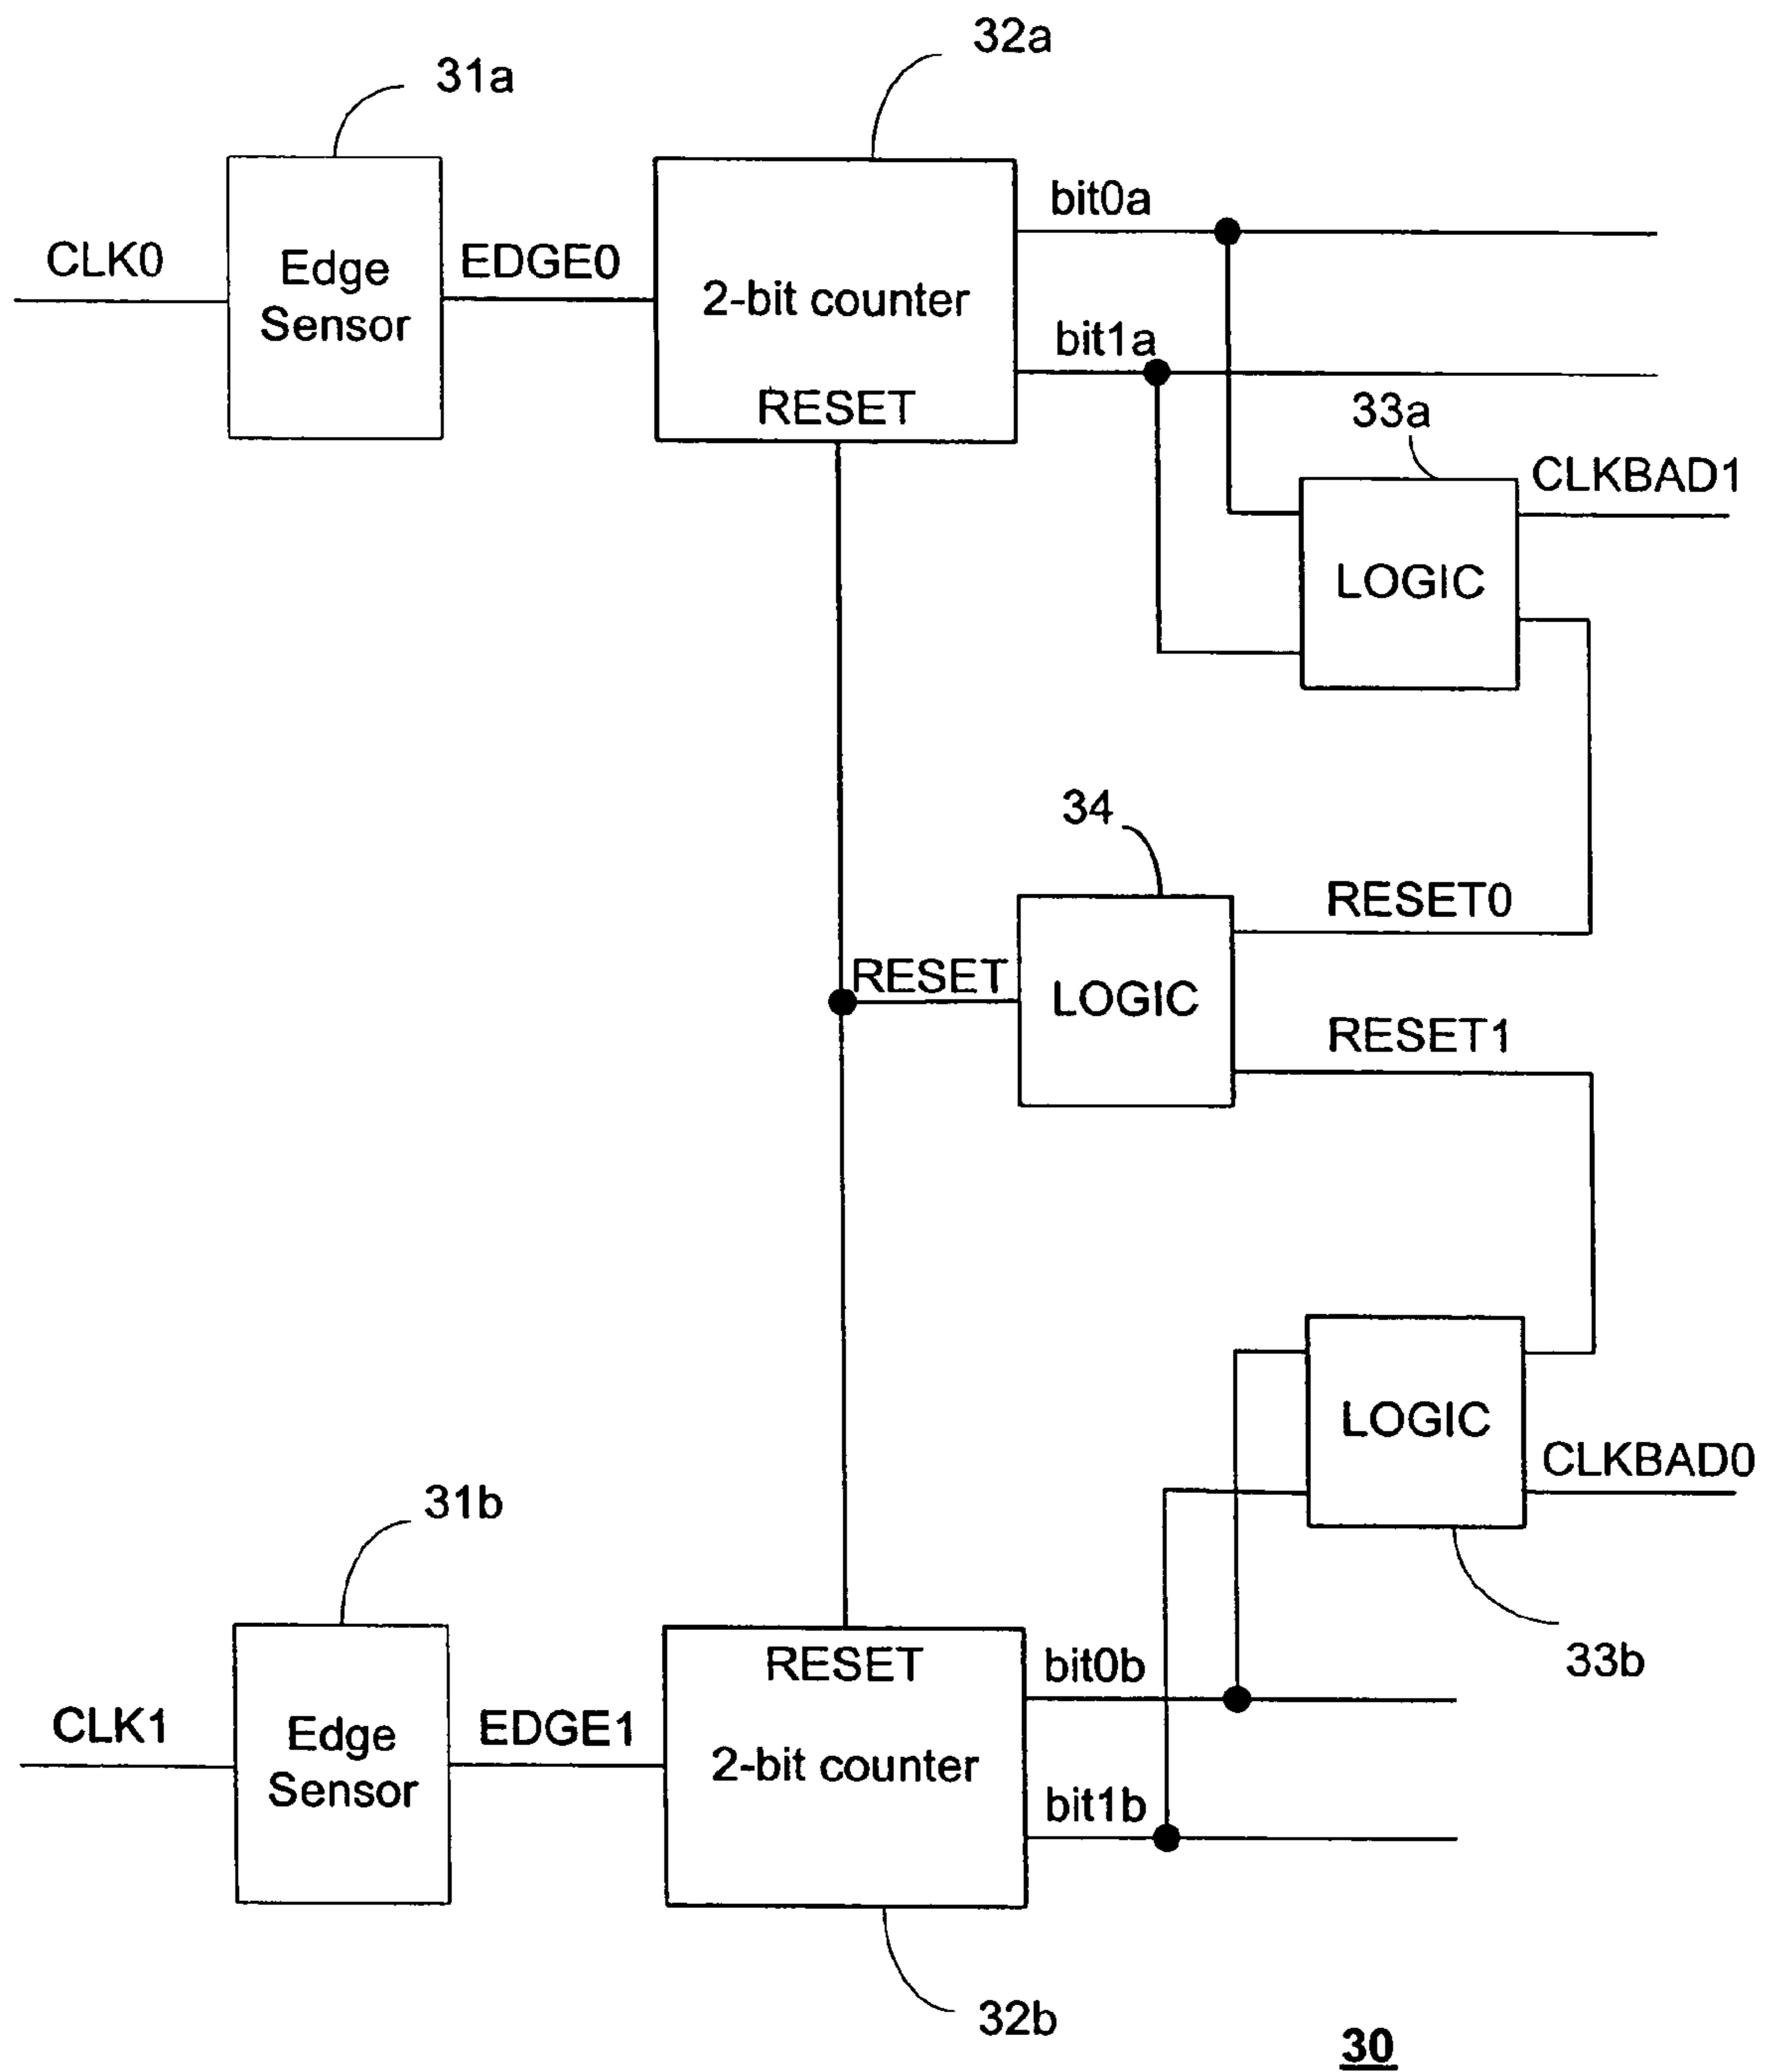 32a
31a
bit0a
CLK0
Edge
Sensor
EDGE0
2-bit counter
bit1a
RESET
33a
CLKBAD1
LOGIC
34
RESET0
RESET
LOGIC
RESET1
LOGIC
CLKBAD0
31b
RESET
bit0b
33b
CLK1
Edge
Sensor
EDGE1
2-bit counter
bit1b
32b
30